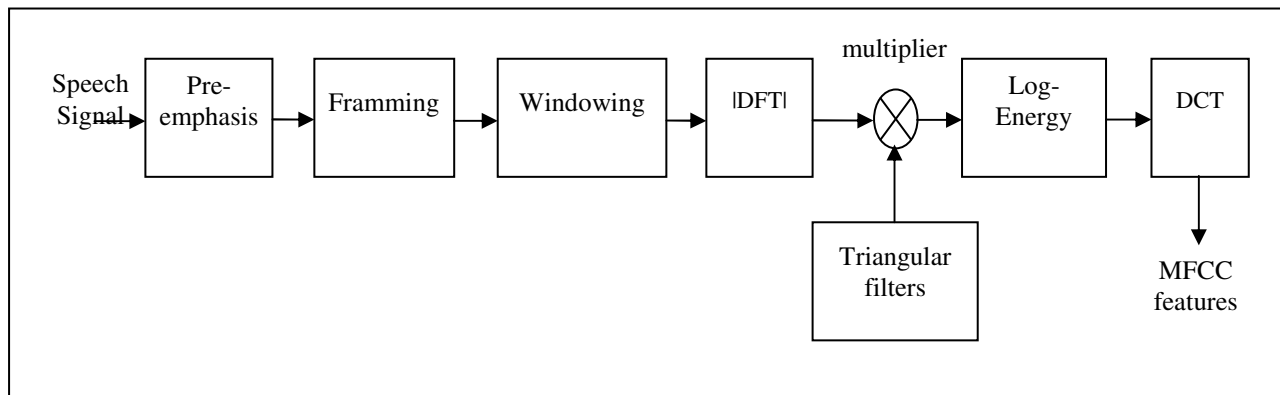 multiplier
Speech
Signal
Pre-
emphasis
Framming
Windowing
|DFT|
Log-
Energy
DCT
Triangular
filters
MFCC
features